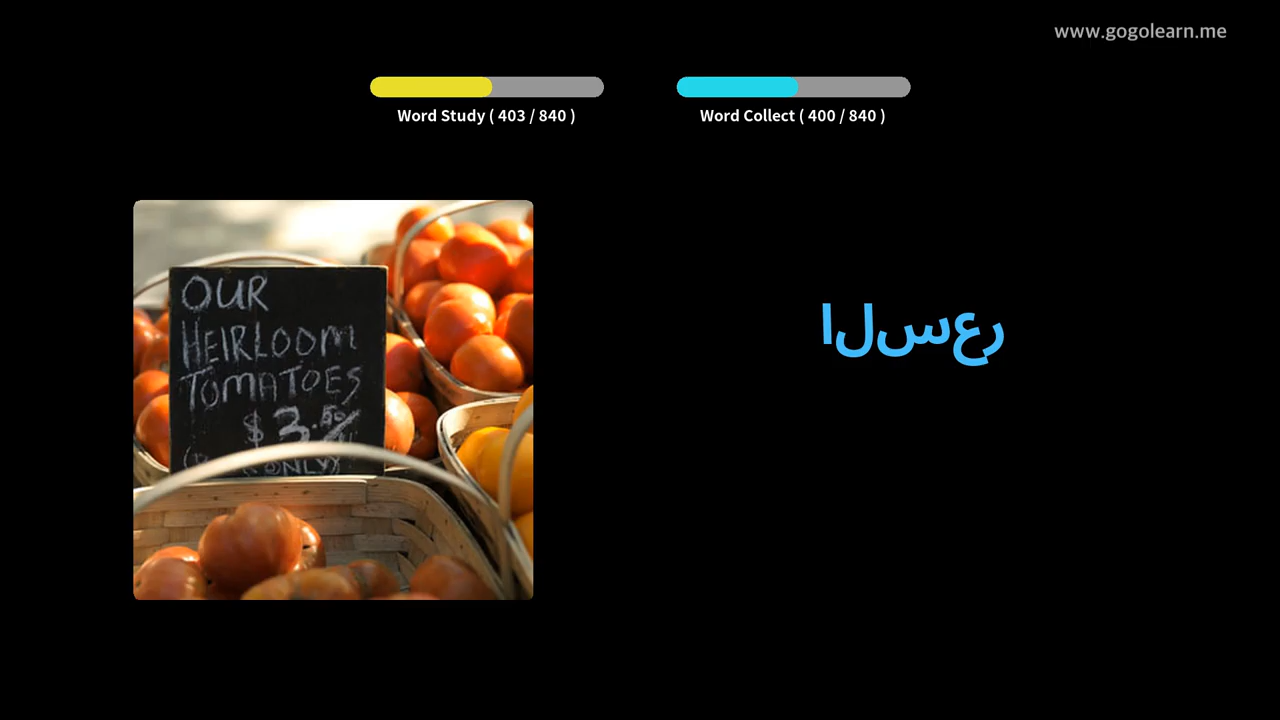 www.gogolearn.me
Word Study ( 403 / 840 )
Word Collect ( 400 / 840 )
OUR
HEIRLOOM
TOMATOES
$3.50/
ONLY)
السعر